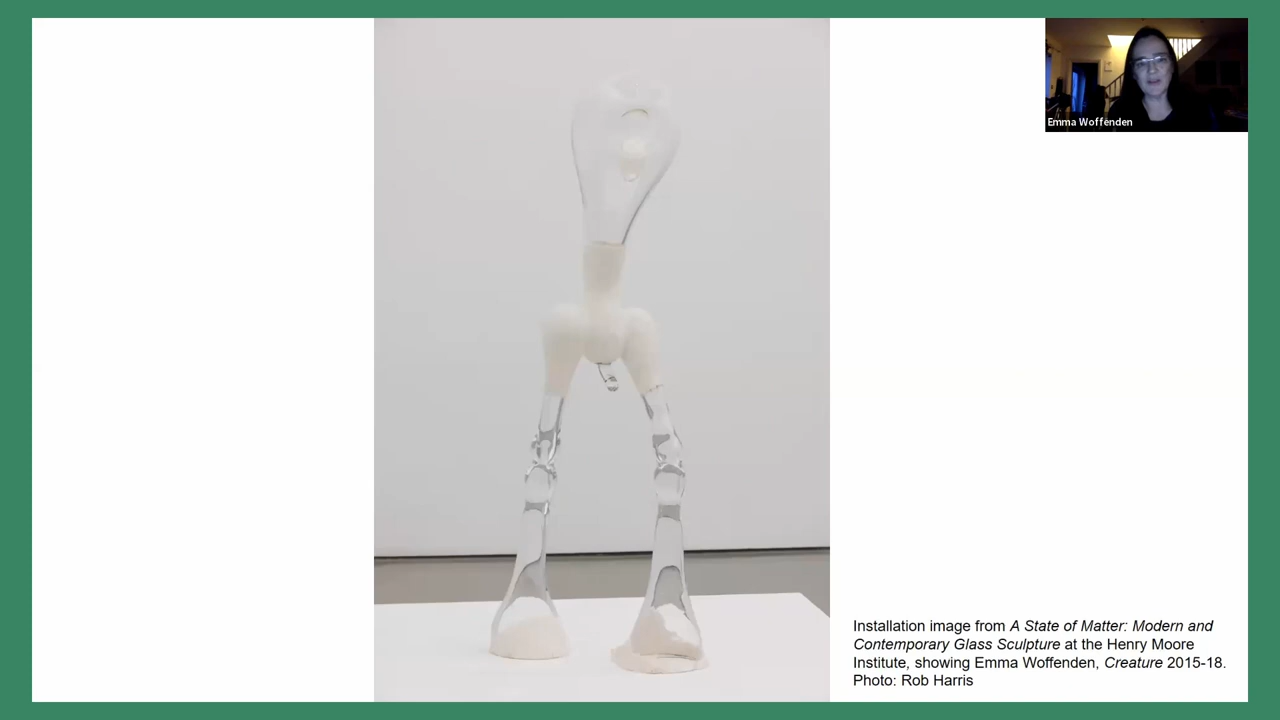 Emma Woffenden
Installation image from A State of Matter: Modern and
Contemporary Glass Sculpture at the Henry Moore
Institute, showing Emma Woffenden, Creature 2015-18.
Photo: Rob Harris